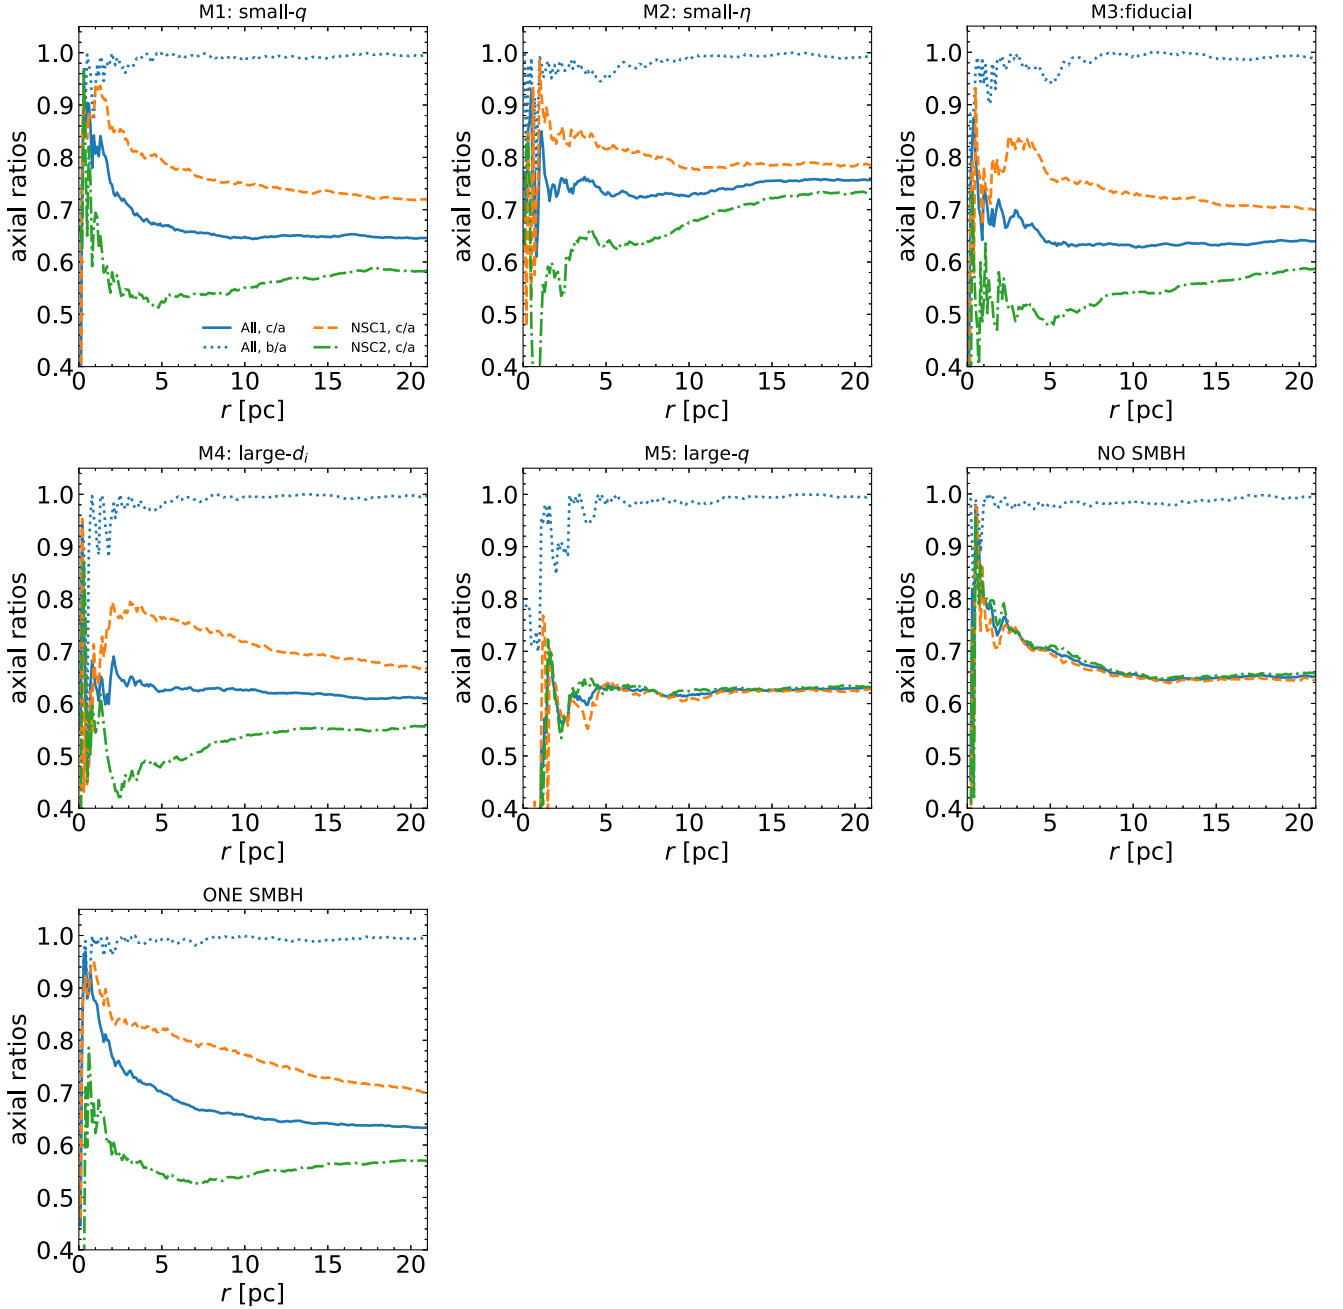 M1: small-q
M2: small-η
M3:fiducial
axial ratios
1.0
0.9
0.8
0.7
0.6
0.5
0.4
All, c/a
All, b/a
NSC1, c/a
NSC2, c/a
0 5 10 15 20
r [pc]
axial ratios
1.0
0.9
0.8
0.7
0.6
0.5
0.4
0 5 10 15 20
r [pc]
axial ratios
1.0
0.9
0.8
0.7
0.6
0.5
0.4
0 5 10 15 20
r [pc]
M4: large-dᵢ
M5: large-q
NO SMBH
axial ratios
1.0
0.9
0.8
0.7
0.6
0.5
0.4
0 5 10 15 20
r [pc]
axial ratios
1.0
0.9
0.8
0.7
0.6
0.5
0.4
0 5 10 15 20
r [pc]
axial ratios
1.0
0.9
0.8
0.7
0.6
0.5
0.4
0 5 10 15 20
r [pc]
ONE SMBH
axial ratios
1.0
0.9
0.8
0.7
0.6
0.5
0.4
0 5 10 15 20
r [pc]